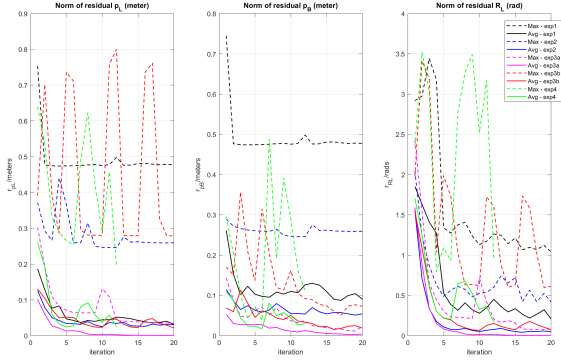 Norm of residual p_L (meter)
0.9
0.8
0.7
0.6
0.5
0.4
0.3
0.2
0.1
0
r_pL/meters
0 5 10 15 20
iteration
Norm of residual p_B (meter)
0.8
0.7
0.6
0.5
0.4
0.3
0.2
0.1
0
r_pB/meters
0 5 10 15 20
iteration
Norm of residual R_L (rad)
4
3.5
3
2.5
2
1.5
1
0.5
0
r_RL/rads
0 5 10 15 20
iteration
Max - exp1
Avg - exp1
Max - exp2
Avg - exp2
Max - exp3a
Avg - exp3a
Max - exp3b
Avg - exp3b
Max - exp4
Avg - exp4